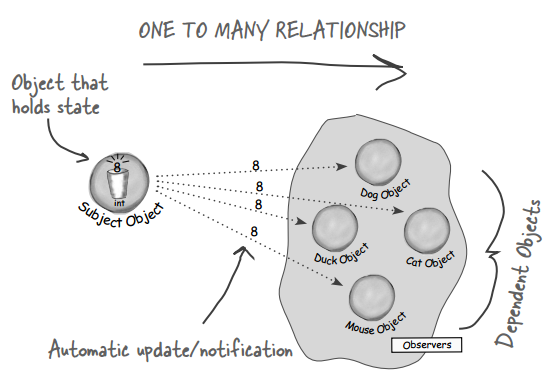 ONE TO MANY RELATIONSHIP
Object that
holds state
8
int
Subject Object
8
8
8
8
Dog Object
Duck Object
Cat Object
Mouse Object
Observers
Dependent Objects
Automatic update/notification